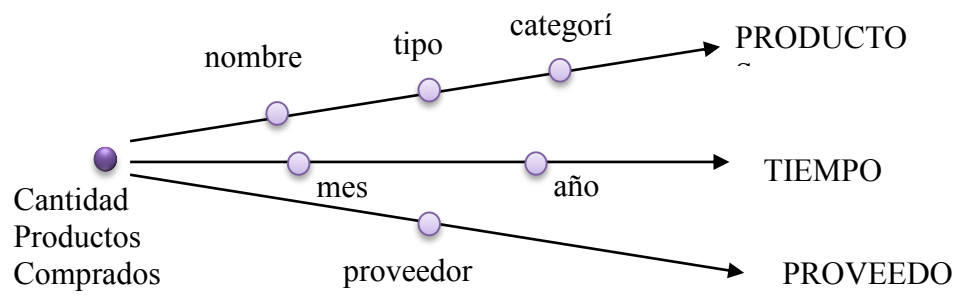 nombre
tipo
categorí
PRODUCTO
mes
año
TIEMPO
Cantidad
Productos
Comprados
proveedor
PROVEEDO